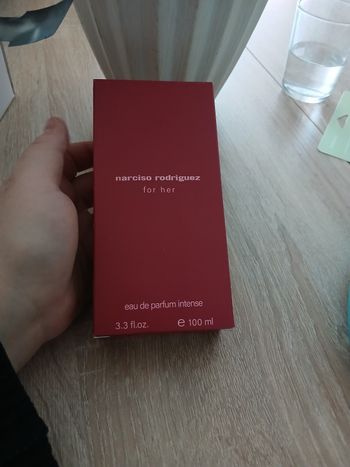 narciso rodriguez
for her
eau de parfum intense
3.3 fl.oz. ℮ 100 ml